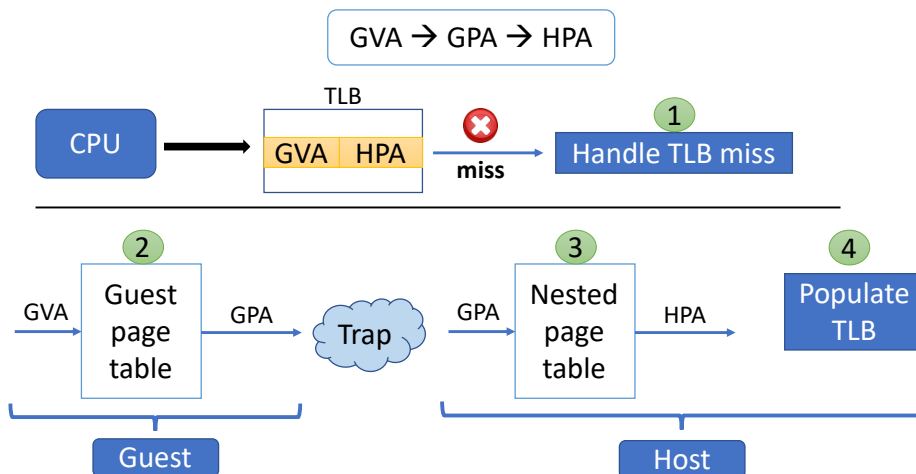 GVA → GPA → HPA
TLB
CPU
GVA HPA
miss
1
Handle TLB miss
2
GVA
Guest
page
table
GPA
Trap
GPA
3
Nested
page
table
HPA
4
Populate
TLB
Guest
Host